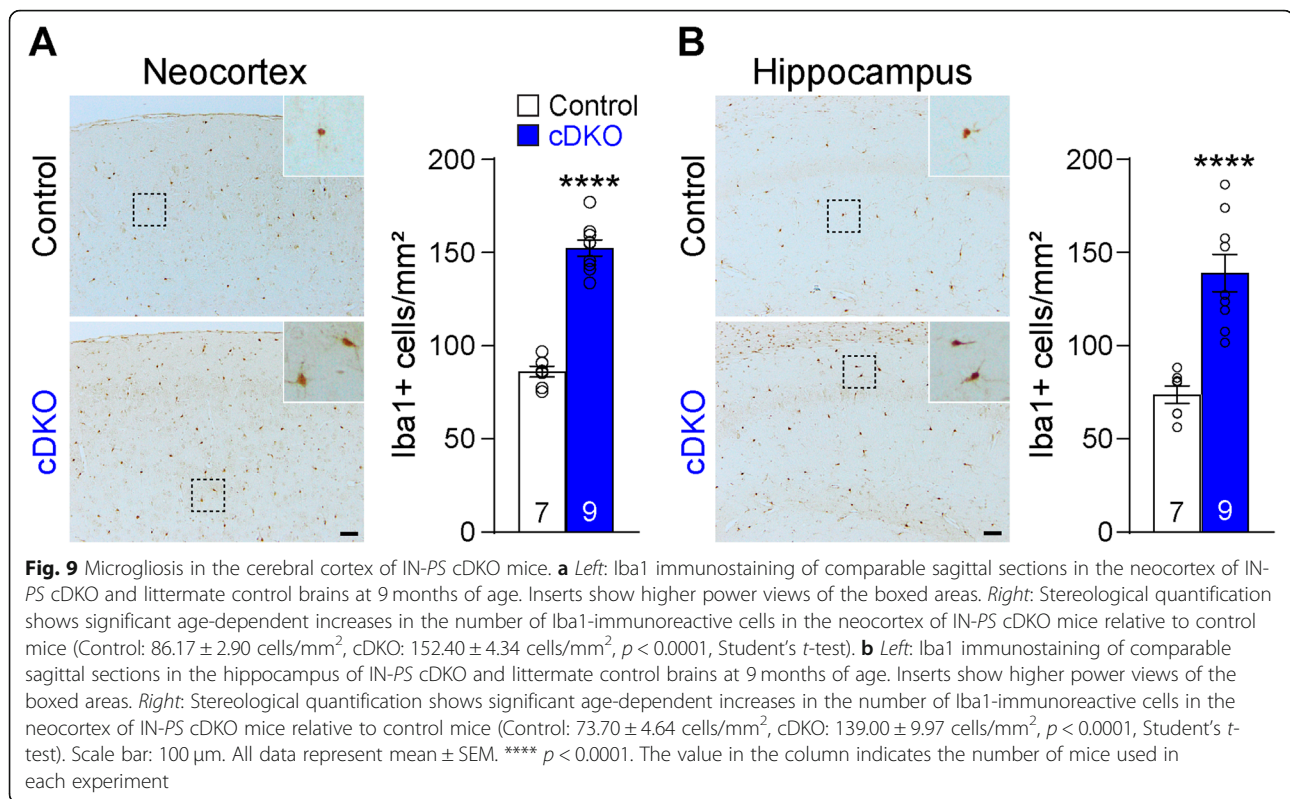 A
Neocortex
Control
cDKO
Control
cDKO
Iba1+ cells/mm²
200
150
100
50
0
****
7
9
B
Hippocampus
Control
cDKO
Iba1+ cells/mm²
200
150
100
50
0
****
7
9
Fig. 9 Microgliosis in the cerebral cortex of IN-PS cDKO mice. a Left: Iba1 immunostaining of comparable sagittal sections in the neocortex of IN-
PS cDKO and littermate control brains at 9 months of age. Inserts show higher power views of the boxed areas. Right: Stereological quantification
shows significant age-dependent increases in the number of Iba1-immunoreactive cells in the neocortex of IN-PS cDKO mice relative to control
mice (Control: 86.17 ± 2.90 cells/mm², cDKO: 152.40 ± 4.34 cells/mm², p < 0.0001, Student's t-test). b Left: Iba1 immunostaining of comparable
sagittal sections in the hippocampus of IN-PS cDKO and littermate control brains at 9 months of age. Inserts show higher power views of the
boxed areas. Right: Stereological quantification shows significant age-dependent increases in the number of Iba1-immunoreactive cells in the
neocortex of IN-PS cDKO mice relative to control mice (Control: 73.70 ± 4.64 cells/mm², cDKO: 139.00 ± 9.97 cells/mm², p < 0.0001, Student's t-
test). Scale bar: 100 μm. All data represent mean ± SEM. **** p < 0.0001. The value in the column indicates the number of mice used in
each experiment